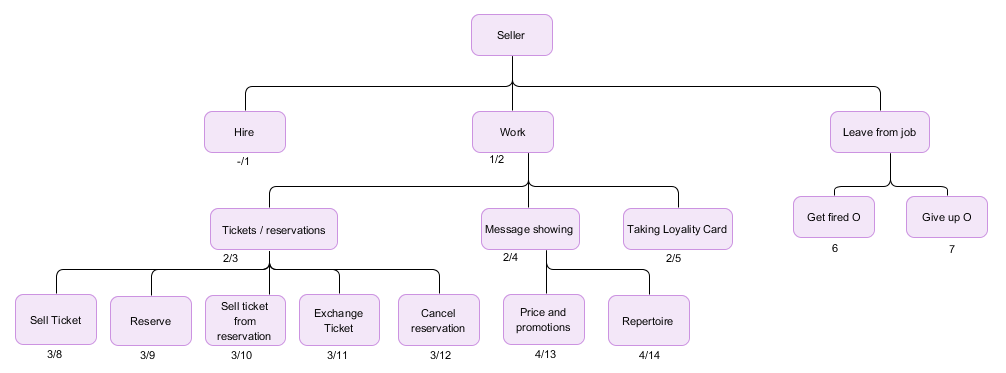 Seller
Hire
Work
Leave from job
-/1
1/2
Tickets / reservations
Message showing
Taking Loyality Card
Get fired O
Give up O
2/3
2/4
2/5
6
7
Sell Ticket
Reserve
Sell ticket
from
reservation
Exchange
Ticket
Cancel
reservation
Price and
promotions
Repertoire
3/8
3/9
3/10
3/11
3/12
4/13
4/14